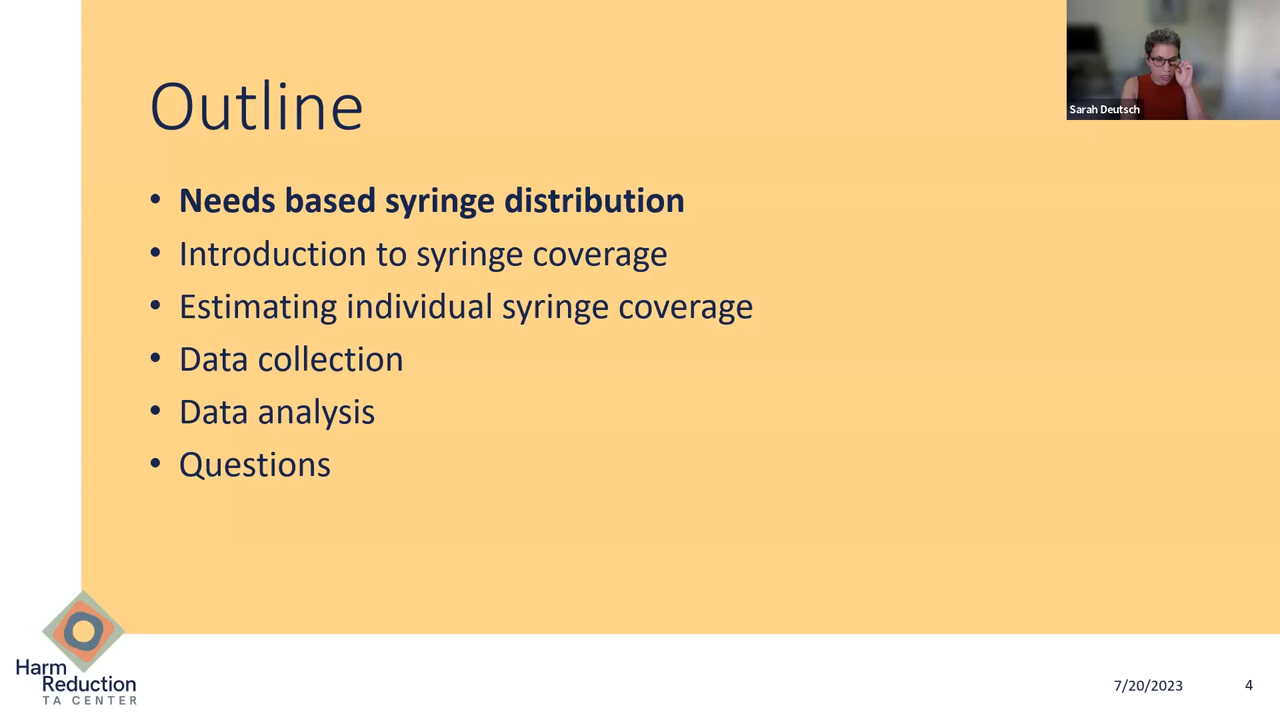 Outline
Sarah Deutsch
• Needs based syringe distribution
• Introduction to syringe coverage
• Estimating individual syringe coverage
• Data collection
• Data analysis
• Questions
Harm
Reduction
TA CENTER
7/20/2023
4